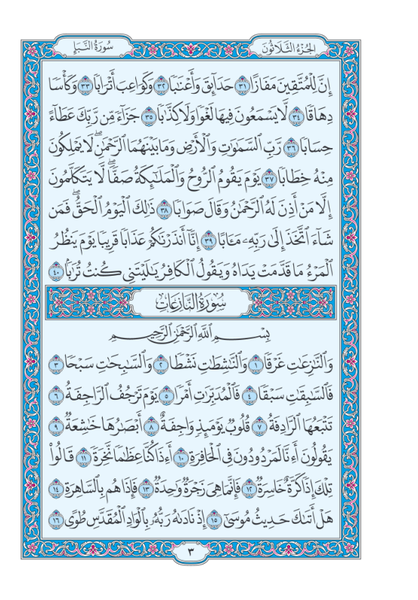 الجزء الثلاثون
سورة النبإ
إِنَّ لِلْمُتَّقِينَ مَفَازًا ٣١ حَدَآئِقَ وَأَعْنَٰبًا ٣٢ وَكَوَاعِبَ أَتْرَابًا ٣٣ وَكَأْسًا
دِهَاقًا ٣٤ لَّا يَسْمَعُونَ فِيهَا لَغْوًا وَلَا كِذَّٰبًا ٣٥ جَزَآءً مِّن رَّبِّكَ عَطَآءً
حِسَابًا ٣٦ رَّبِّ ٱلسَّمَٰوَٰتِ وَٱلْأَرْضِ وَمَا بَيْنَهُمَا ٱلرَّحْمَٰنِ ۖ لَا يَمْلِكُونَ
مِنْهُ خِطَابًا ٣٧ يَوْمَ يَقُومُ ٱلرُّوحُ وَٱلْمَلَٰٓئِكَةُ صَفًّا ۖ لَّا يَتَكَلَّمُونَ
إِلَّا مَنْ أَذِنَ لَهُ ٱلرَّحْمَٰنُ وَقَالَ صَوَابًا ٣٨ ذَٰلِكَ ٱلْيَوْمُ ٱلْحَقُّ ۖ فَمَن
شَآءَ ٱتَّخَذَ إِلَىٰ رَبِّهِۦ مَـَٔابًا ٣٩ إِنَّآ أَنذَرْنَٰكُمْ عَذَابًا قَرِيبًا يَوْمَ يَنظُرُ
ٱلْمَرْءُ مَا قَدَّمَتْ يَدَاهُ وَيَقُولُ ٱلْكَافِرُ يَٰلَيْتَنِى كُنتُ تُرَٰبًۢا ٤٠
سُورَةُ النَّازِعَاتِ
بِسْمِ ٱللَّهِ ٱلرَّحْمَٰنِ ٱلرَّحِيمِ
وَٱلنَّٰزِعَٰتِ غَرْقًا ١ وَٱلنَّٰشِطَٰتِ نَشْطًا ٢ وَٱلسَّٰبِحَٰتِ سَبْحًا ٣
فَٱلسَّٰبِقَٰتِ سَبْقًا ٤ فَٱلْمُدَبِّرَٰتِ أَمْرًا ٥ يَوْمَ تَرْجُفُ ٱلرَّاجِفَةُ ٦
تَتْبَعُهَا ٱلرَّادِفَةُ ٧ قُلُوبٌ يَوْمَئِذٍ وَاجِفَةٌ ٨ أَبْصَٰرُهَا خَٰشِعَةٌ ٩
يَقُولُونَ أَءِنَّا لَمَرْدُودُونَ فِى ٱلْحَافِرَةِ ١٠ أَءِذَا كُنَّا عِظَٰمًا نَّخِرَةً ١١ قَالُوا۟
تِلْكَ إِذًا كَرَّةٌ خَاسِرَةٌ ١٢ فَإِنَّمَا هِىَ زَجْرَةٌ وَٰحِدَةٌ ١٣ فَإِذَا هُم بِٱلسَّاهِرَةِ ١٤
هَلْ أَتَىٰكَ حَدِيثُ مُوسَىٰٓ ١٥ إِذْ نَادَىٰهُ رَبُّهُۥ بِٱلْوَادِ ٱلْمُقَدَّسِ طُوًى ١٦
٣